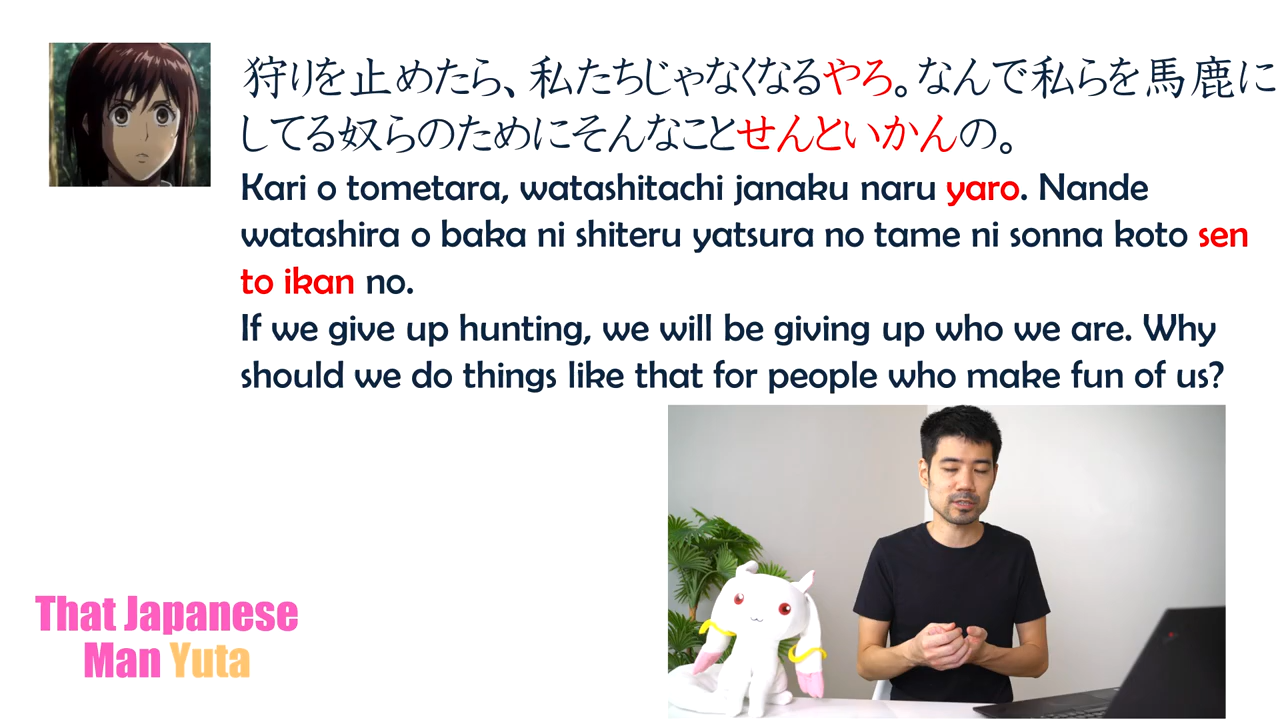 狩りを止めたら、私たちじゃなくなるやろ。なんで私らを馬鹿に
してる奴らのためにそんなことせんといかんの。
Kari o tometara, watashitachi janaku naru yaro. Nande
watashira o baka ni shiteru yatsura no tame ni sonna koto sen
to ikan no.
If we give up hunting, we will be giving up who we are. Why
should we do things like that for people who make fun of us?
That Japanese
Man Yuta